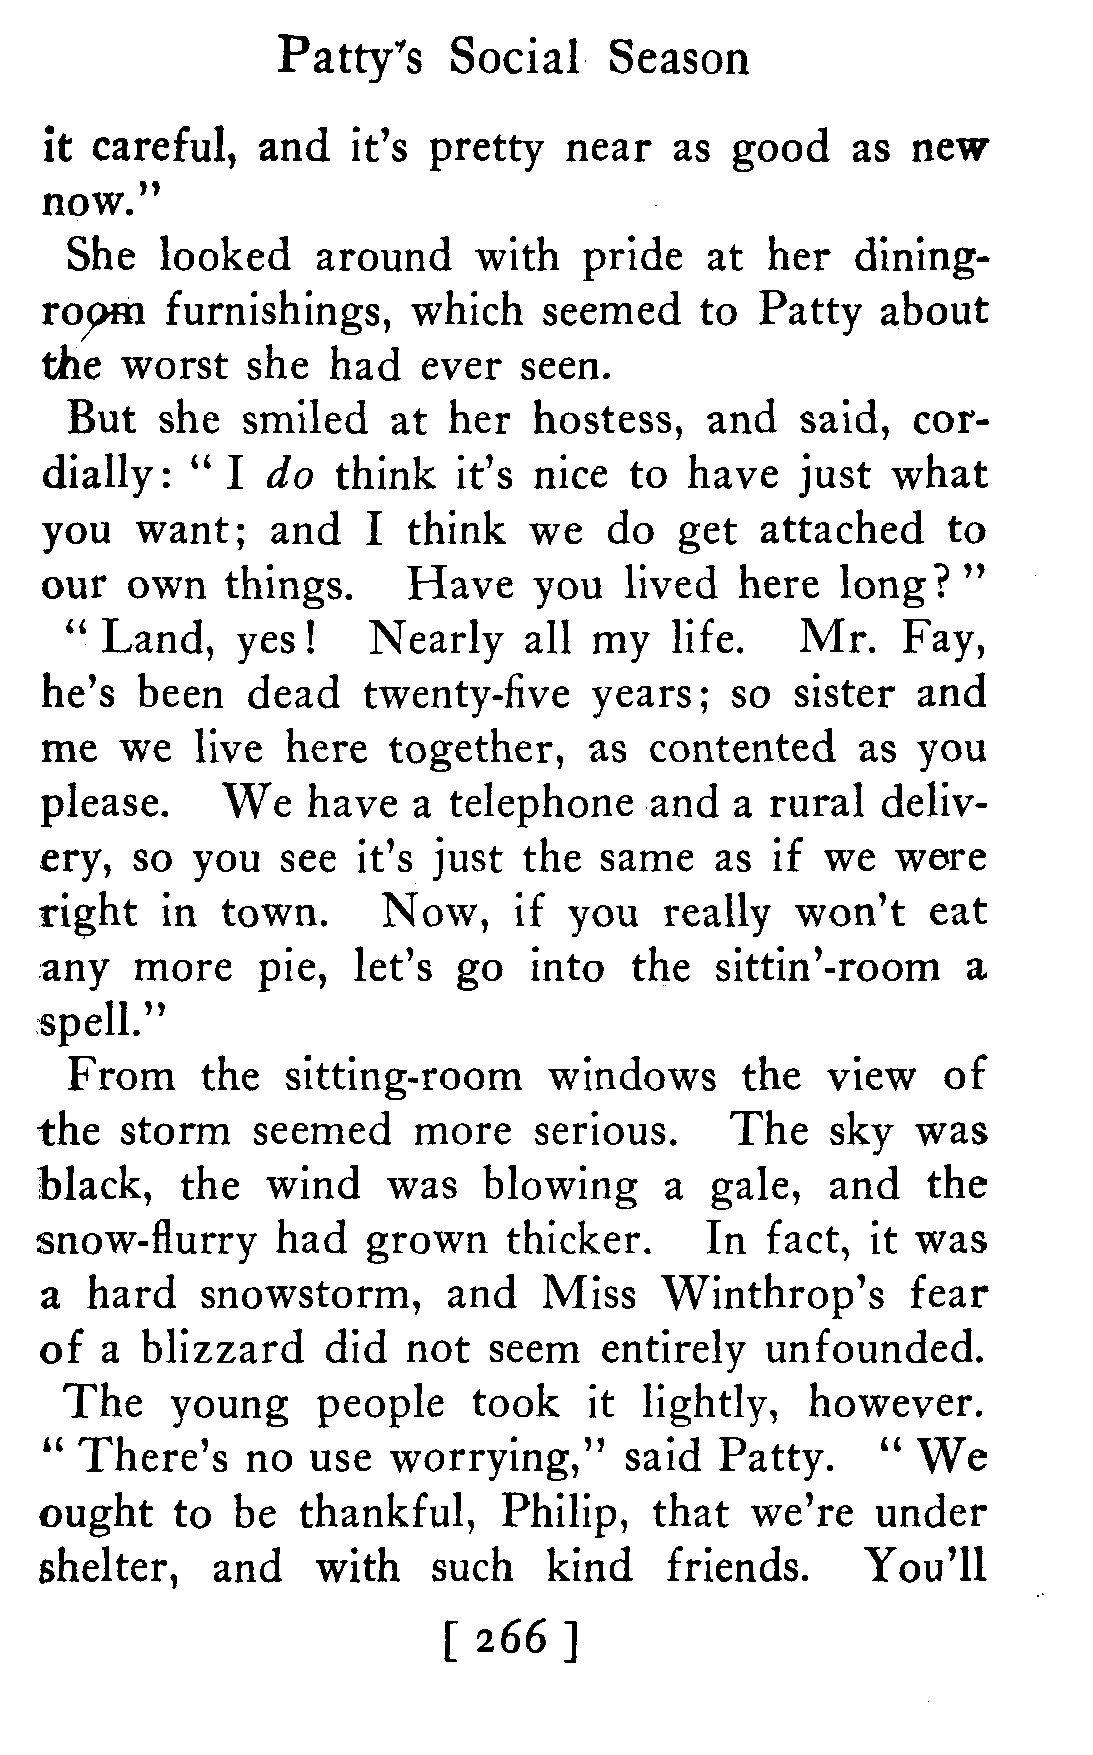 Patty's Social Season
it careful, and it's pretty near as good as new
now."
She looked around with pride at her dining-
room furnishings, which seemed to Patty about
the worst she had ever seen.
But she smiled at her hostess, and said, cor-
dially: "I do think it's nice to have just what
you want; and I think we do get attached to
our own things. Have you lived here long?"
"Land, yes! Nearly all my life. Mr. Fay,
he's been dead twenty-five years; so sister and
me we live here together, as contented as you
please. We have a telephone and a rural deliv-
ery, so you see it's just the same as if we were
right in town. Now, if you really won't eat
any more pie, let's go into the sittin'-room a
spell."
From the sitting-room windows the view of
the storm seemed more serious. The sky was
black, the wind was blowing a gale, and the
snow-flurry had grown thicker. In fact, it was
a hard snowstorm, and Miss Winthrop's fear
of a blizzard did not seem entirely unfounded.
The young people took it lightly, however.
"There's no use worrying," said Patty. "We
ought to be thankful, Philip, that we're under
shelter, and with such kind friends. You'll
[ 266 ]